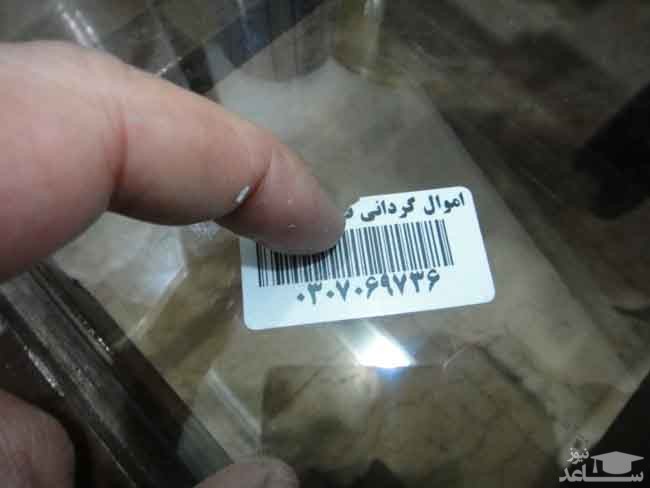 اموال گردانی
۰۳۰۷۰۶۹۷۳۶
ساعد
نیوز